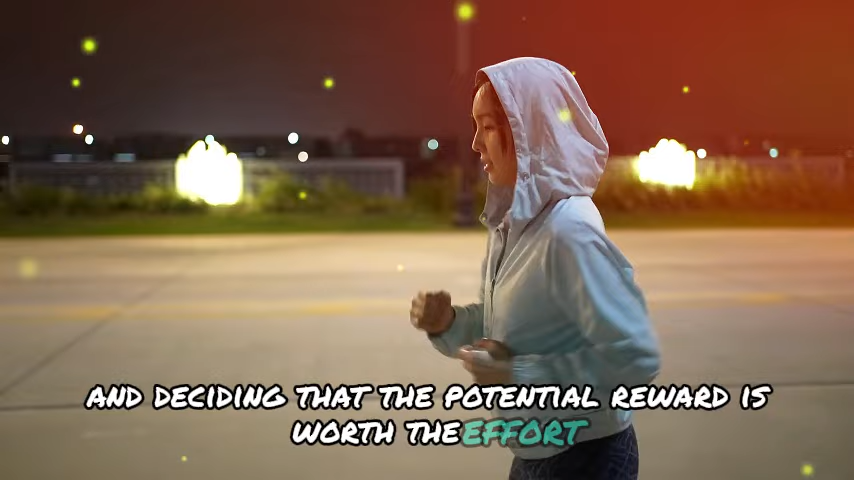 AND DECIDING THAT THE POTENTIAL REWARD IS
WORTH THE EFFORT